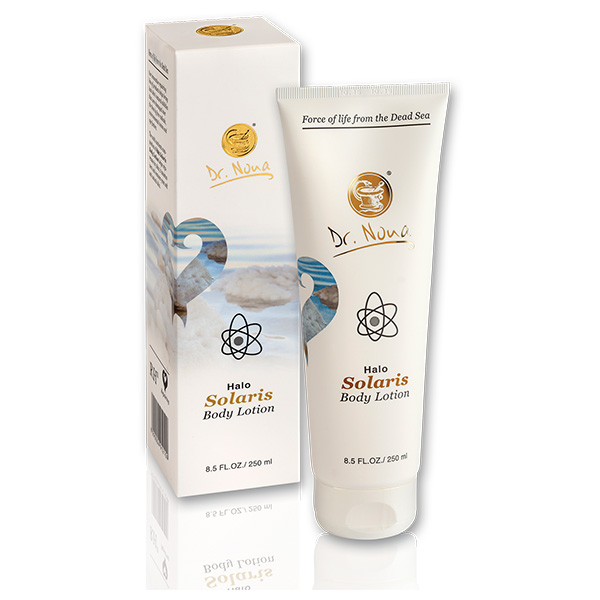 ®
Dr. Nona
Halo
Solaris
Body Lotion
8.5 FL.OZ./ 250 ml
Force of life from the Dead Sea
®
Dr. Nona
Halo
Solaris
Body Lotion
8.5 FL.OZ./ 250 ml